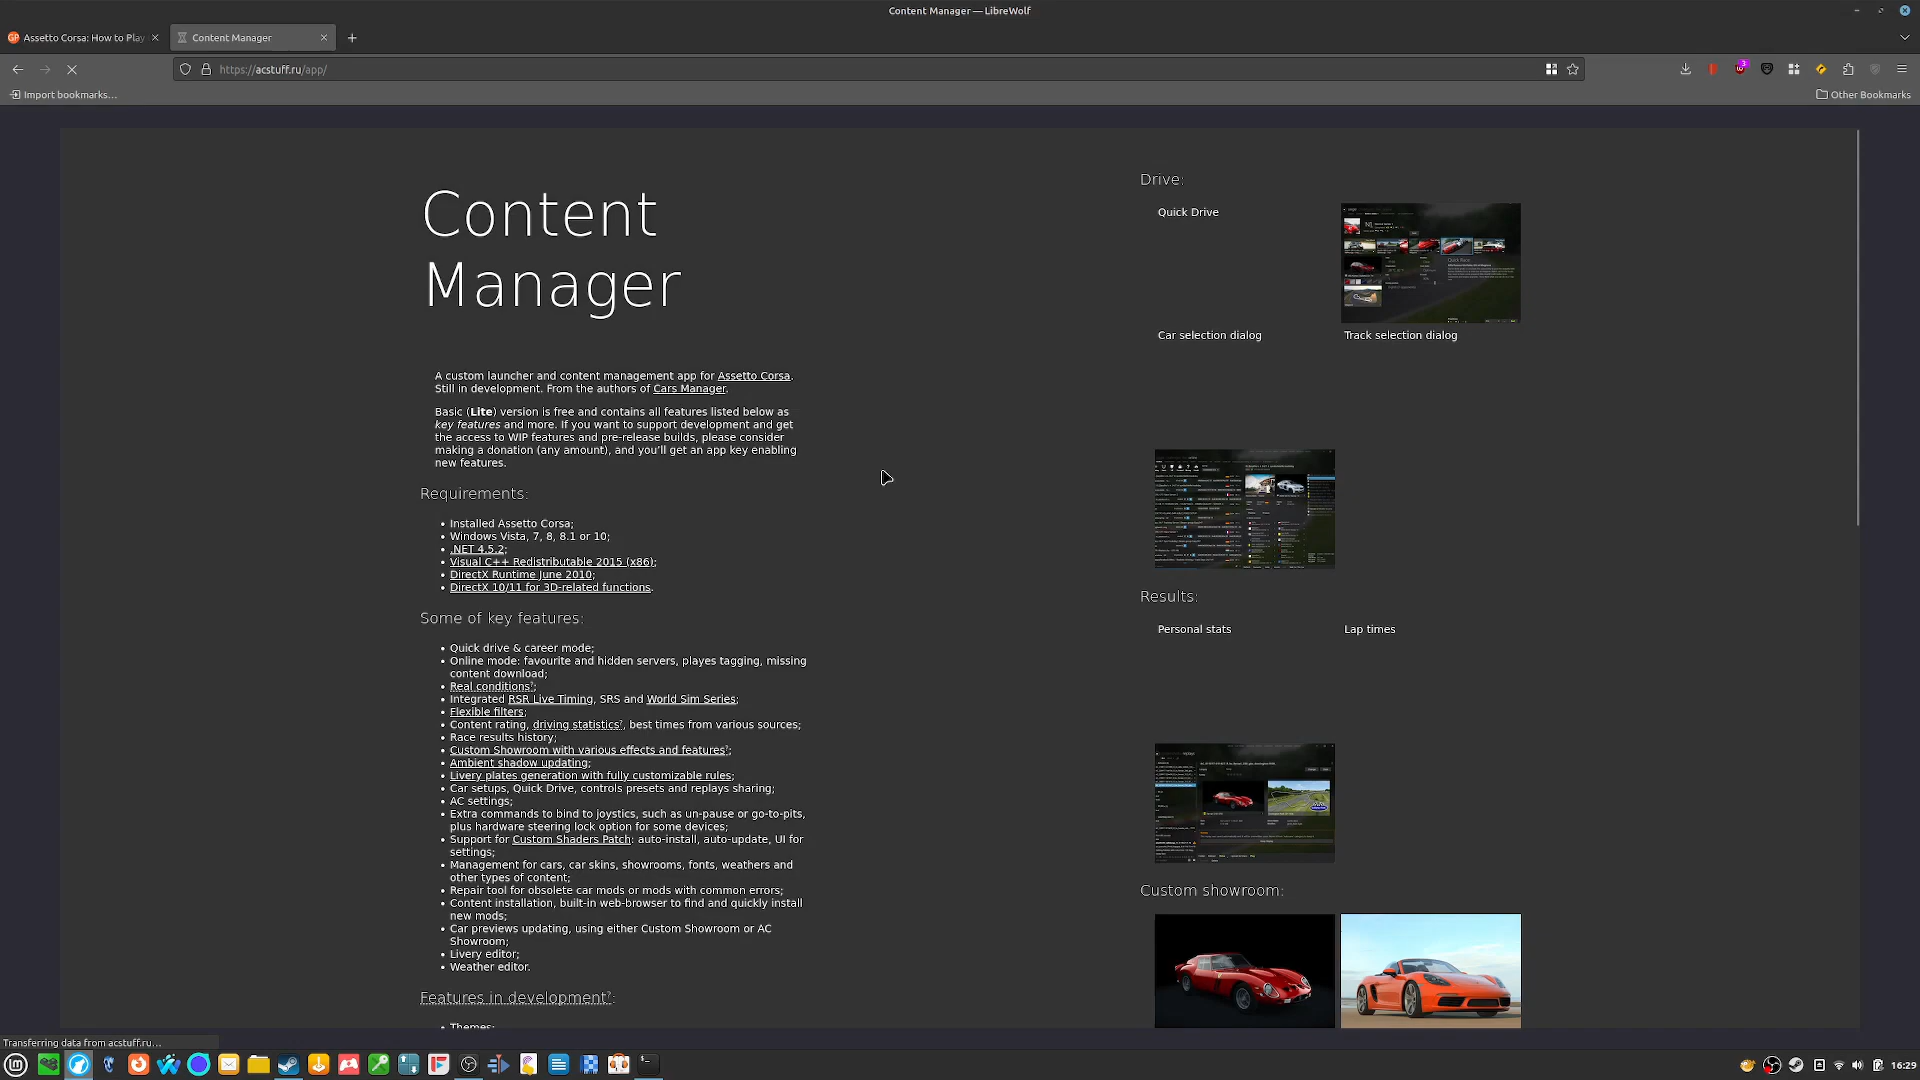 Content Manager — LibreWolf
Assetto Corsa: How to Play
Content Manager
https://acstuff.ru/app/
3
Import bookmarks...
Other Bookmarks
Content
Manager
A custom launcher and content management app for Assetto Corsa.
Still in development. From the authors of Cars Manager.
Basic (Lite) version is free and contains all features listed below as
key features and more. If you want to support development and get
the access to WIP features and pre-release builds, please consider
making a donation (any amount), and you'll get an app key enabling
new features.
Requirements:
• Installed Assetto Corsa;
• Windows Vista, 7, 8, 8.1 or 10;
• .NET 4.5.2;
• Visual C++ Redistributable 2015 (x86);
• DirectX Runtime June 2010;
• DirectX 10/11 for 3D-related functions.
Some of key features:
• Quick drive & career mode;
• Online mode: favourite and hidden servers, playes tagging, missing
content download;
• Real conditions?;
• Integrated RSR Live Timing, SRS and World Sim Series;
• Flexible filters;
• Content rating, driving statistics?, best times from various sources;
• Race results history;
• Custom Showroom with various effects and features?;
• Ambient shadow updating;
• Livery plates generation with fully customizable rules;
• Car setups, Quick Drive, controls presets and replays sharing;
• AC settings;
• Extra commands to bind to joystics, such as un-pause or go-to-pits,
plus hardware steering lock option for some devices;
• Support for Custom Shaders Patch: auto-install, auto-update, UI for
settings;
• Management for cars, car skins, showrooms, fonts, weathers and
other types of content;
• Repair tool for obsolete car mods or mods with common errors;
• Content installation, built-in web-browser to find and quickly install
new mods;
• Car previews updating, using either Custom Showroom or AC
Showroom;
• Livery editor;
• Weather editor.
Features in development?:
• Themes;
Drive:
Quick Drive
Car selection dialog
Track selection dialog
Results:
Personal stats
Lap times
Custom showroom:
Transferring data from acstuff.ru...
16:29